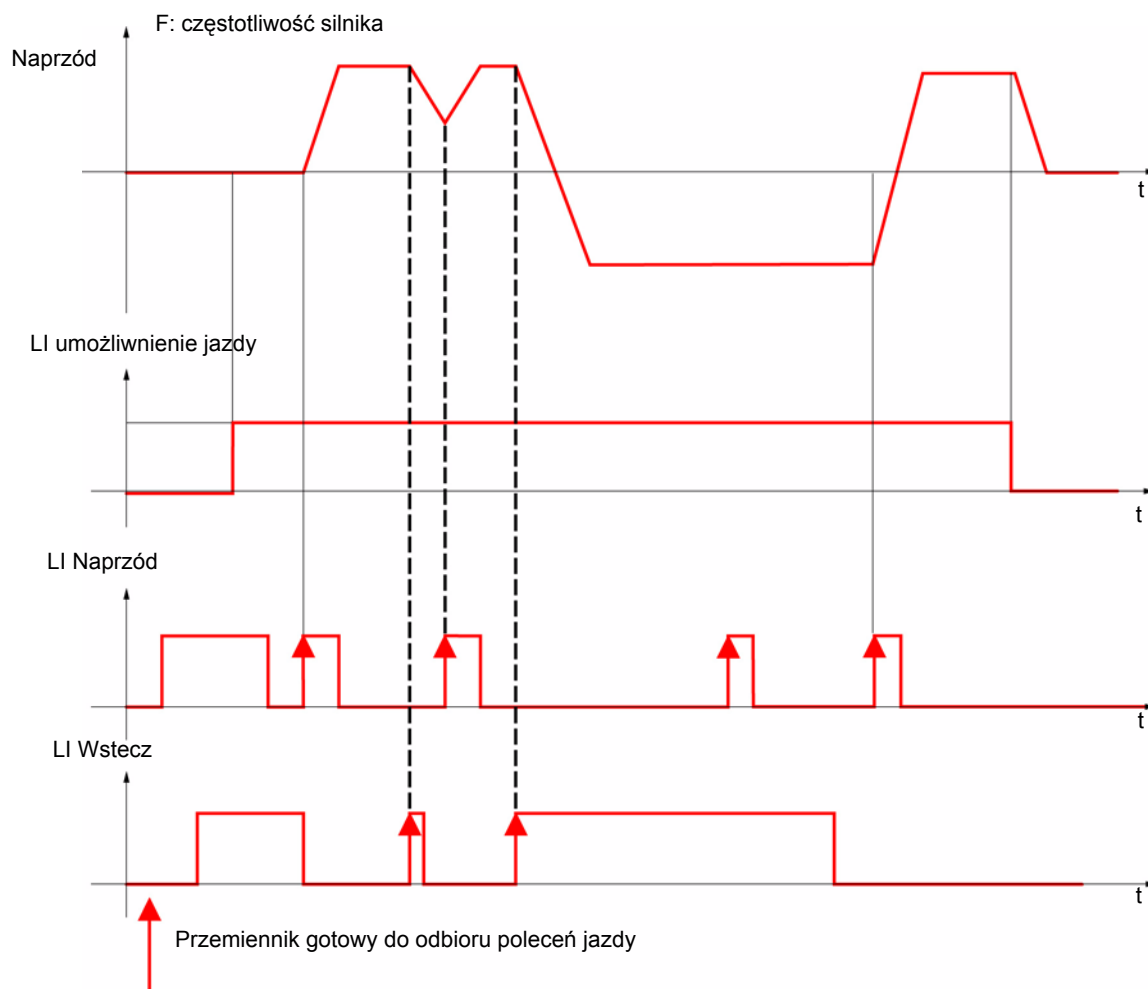 F: częstotliwość silnika
Naprzód
t
LI umożliwnienie jazdy
t
LI Naprzód
t
LI Wstecz
t
Przemiennik gotowy do odbioru poleceń jazdy